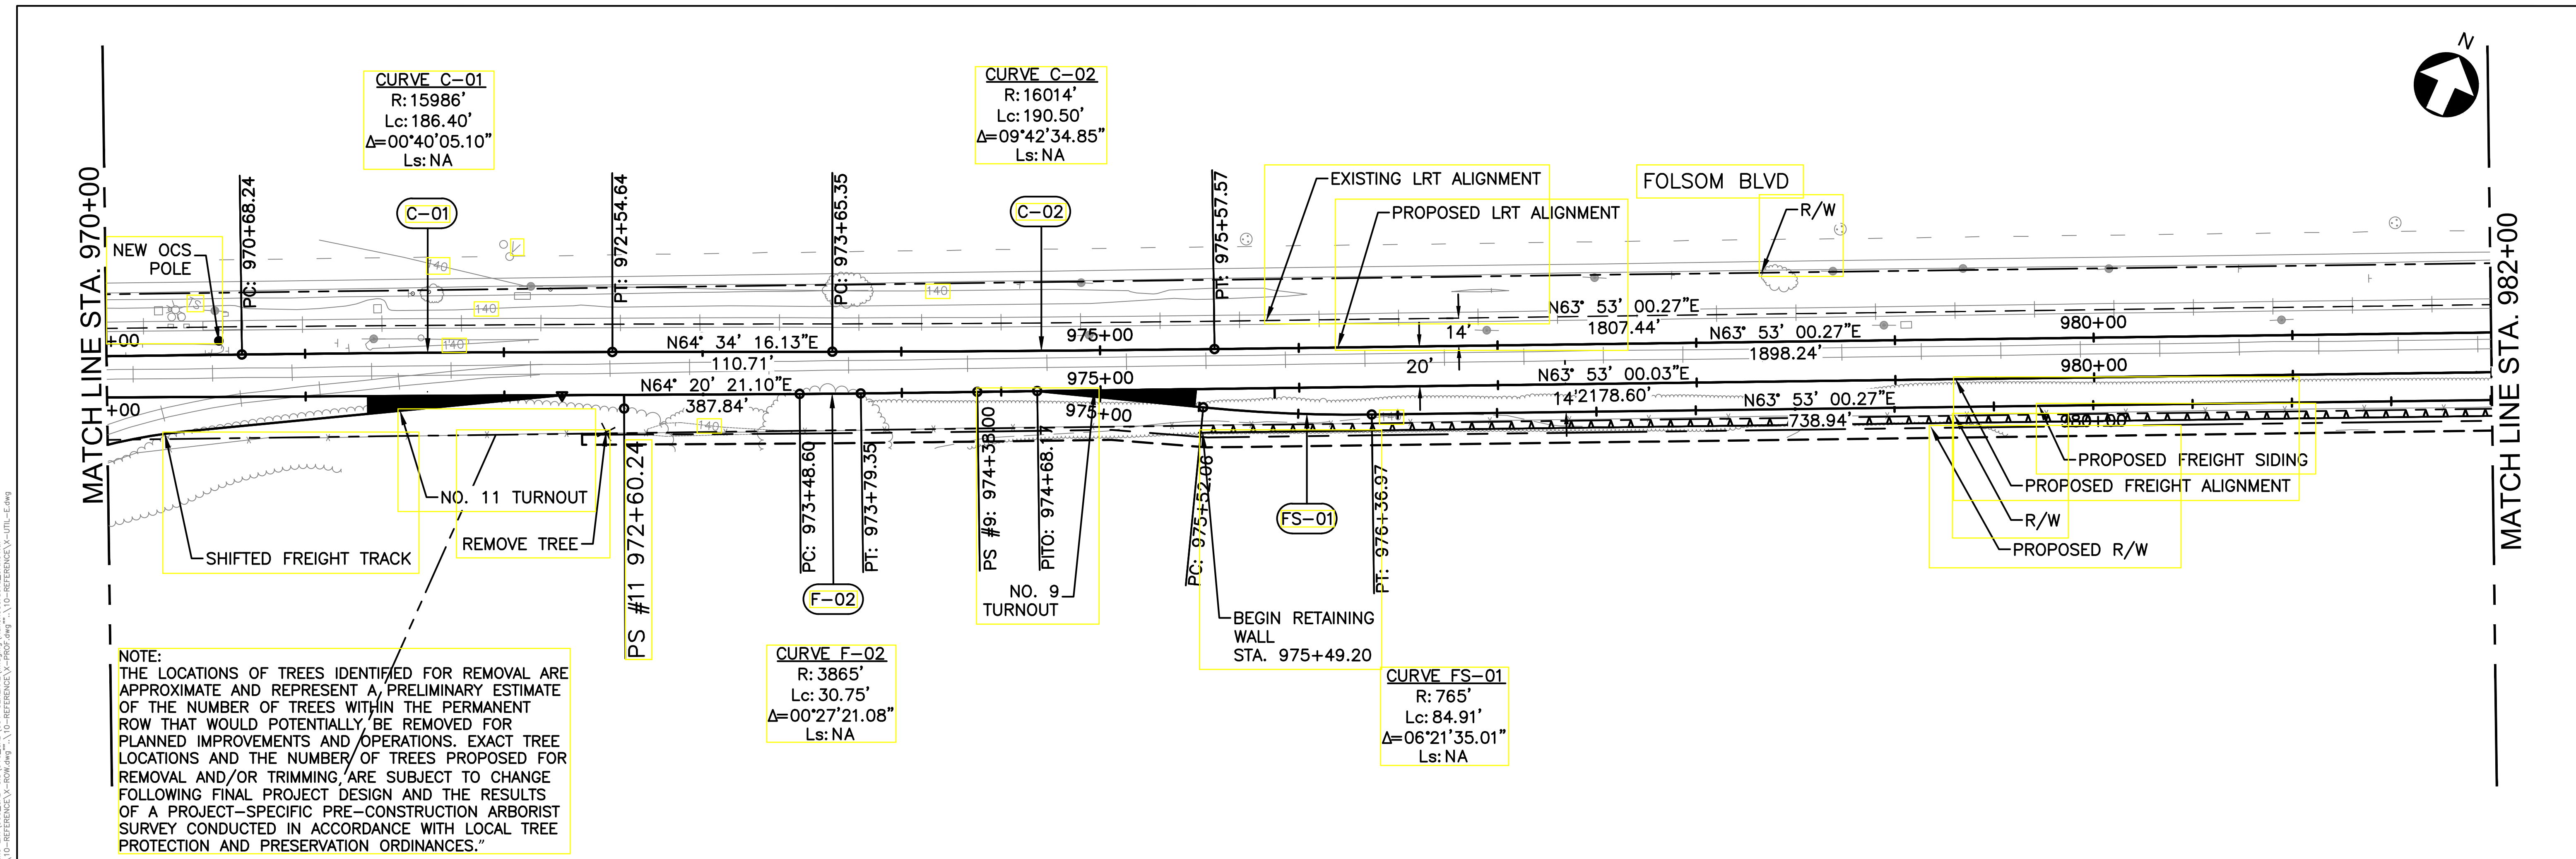 N
CURVE C-01
R: 15986'
Lc: 186.40'
Δ=00°40'05.10"
Ls: NA
CURVE C-02
R: 16014'
Lc: 190.50'
Δ=09°42'34.85"
Ls: NA
MATCH LINE STA. 970+00
MATCH LINE STA. 982+00
PC: 970+68.24
C-01
PT: 972+54.64
PC: 973+65.35
C-02
PT: 975+57.57
EXISTING LRT ALIGNMENT
PROPOSED LRT ALIGNMENT
FOLSOM BLVD
R/W
NEW OCS
POLE
140
140
140
140
+00
N64° 34' 16.13"E
110.71'
975+00
14'
N63° 53' 00.27"E
1807.44'
N63° 53' 00.27"E
1898.24'
980+00
20'
+00
N64° 20' 21.10"E
387.84'
975+00
N63° 53' 00.03"E
2178.60'
14'
980+00
975+00
N63° 53' 00.27"E
738.94'
980+00
140
NO. 11 TURNOUT
SHIFTED FREIGHT TRACK
REMOVE TREE
PS #11 972+60.24
PC: 973+48.60
PT: 973+79.35
F-02
PS #9: 974+38.00
NO. 9
TURNOUT
PC: 975+52.06
FS-01
PT: 976+36.97
BEGIN RETAINING
WALL
STA. 975+49.20
PROPOSED FREIGHT SIDING
PROPOSED FREIGHT ALIGNMENT
R/W
PROPOSED R/W
NOTE:
THE LOCATIONS OF TREES IDENTIFIED FOR REMOVAL ARE
APPROXIMATE AND REPRESENT A PRELIMINARY ESTIMATE
OF THE NUMBER OF TREES WITHIN THE PERMANENT
ROW THAT WOULD POTENTIALLY BE REMOVED FOR
PLANNED IMPROVEMENTS AND OPERATIONS. EXACT TREE
LOCATIONS AND THE NUMBER OF TREES PROPOSED FOR
REMOVAL AND/OR TRIMMING, ARE SUBJECT TO CHANGE
FOLLOWING FINAL PROJECT DESIGN AND THE RESULTS
OF A PROJECT-SPECIFIC PRE-CONSTRUCTION ARBORIST
SURVEY CONDUCTED IN ACCORDANCE WITH LOCAL TREE
PROTECTION AND PRESERVATION ORDINANCES."
CURVE F-02
R: 3865'
Lc: 30.75'
Δ=00°27'21.08"
Ls: NA
CURVE FS-01
R: 765'
Lc: 84.91'
Δ=06°21'35.01"
Ls: NA